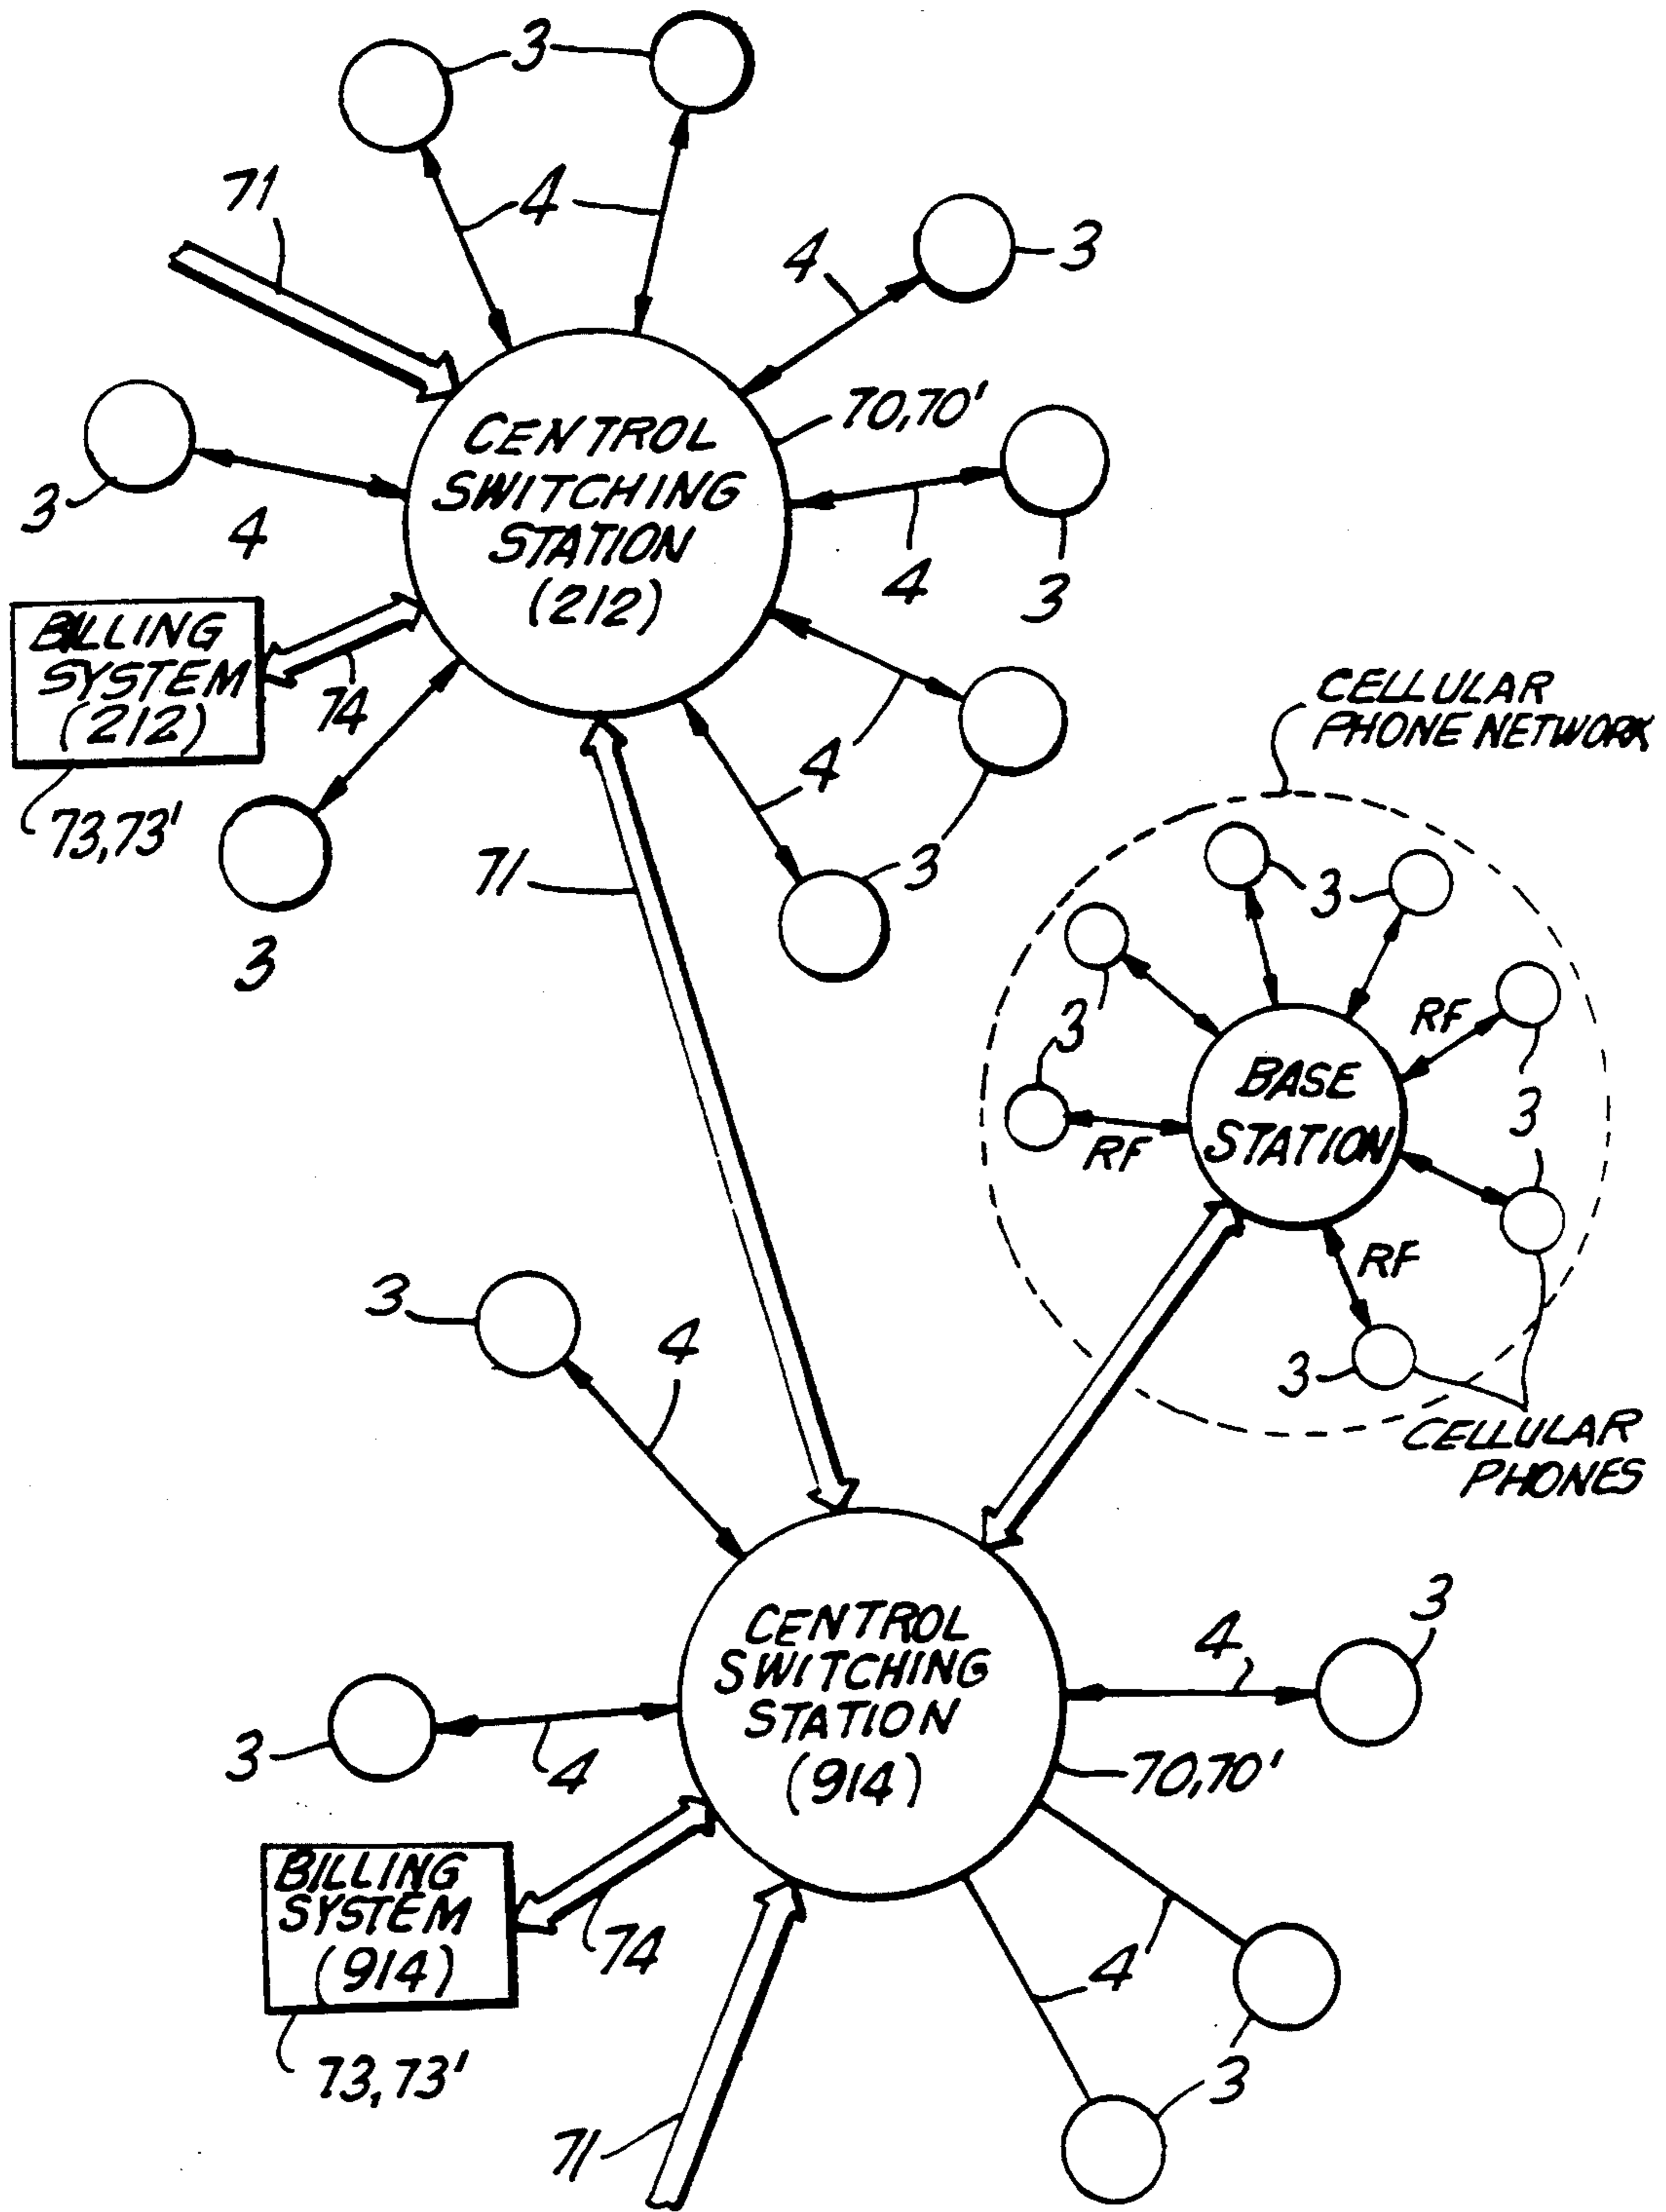 3
71
4
4
3
70,70'
CENTROL
SWITCHING
STATION
(212)
3
4
4
3
BILLING
SYSTEM
(212)
74
73,73'
CELLULAR
PHONE NETWORK
4
71
3
3
3
3
RF
BASE
STATION
3
RF
RF
3
4
3
CELLULAR
PHONES
CENTROL
SWITCHING
STATION
(914)
4
3
3
4
70,70'
BILLING
SYSTEM
(914)
74
4
73,73'
3
71